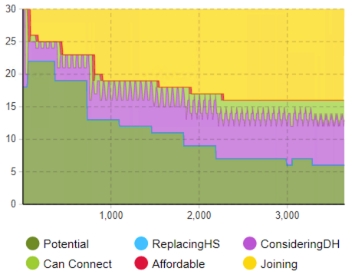 30
25
20
15
10
5
0
1,000 2,000 3,000
Potential ReplacingHS ConsideringDH
Can Connect Affordable Joining